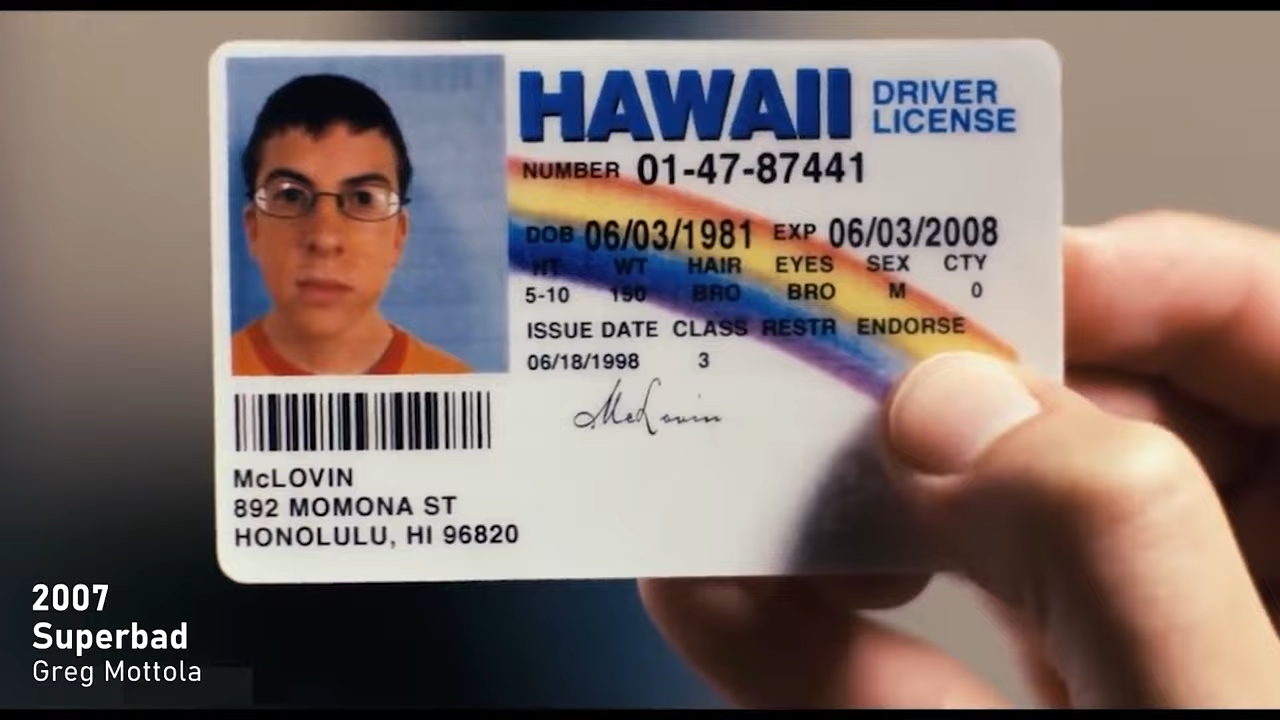 HAWAII
DRIVER
LICENSE
NUMBER 01-47-87441
DOB 06/03/1981 EXP 06/03/2008
HT WT HAIR EYES SEX CTY
5-10 150 BRO BRO M 0
ISSUE DATE CLASS RESTR ENDORSE
06/18/1998 3
McLovin
McLOVIN
892 MOMONA ST
HONOLULU, HI 96820
2007
Superbad
Greg Mottola